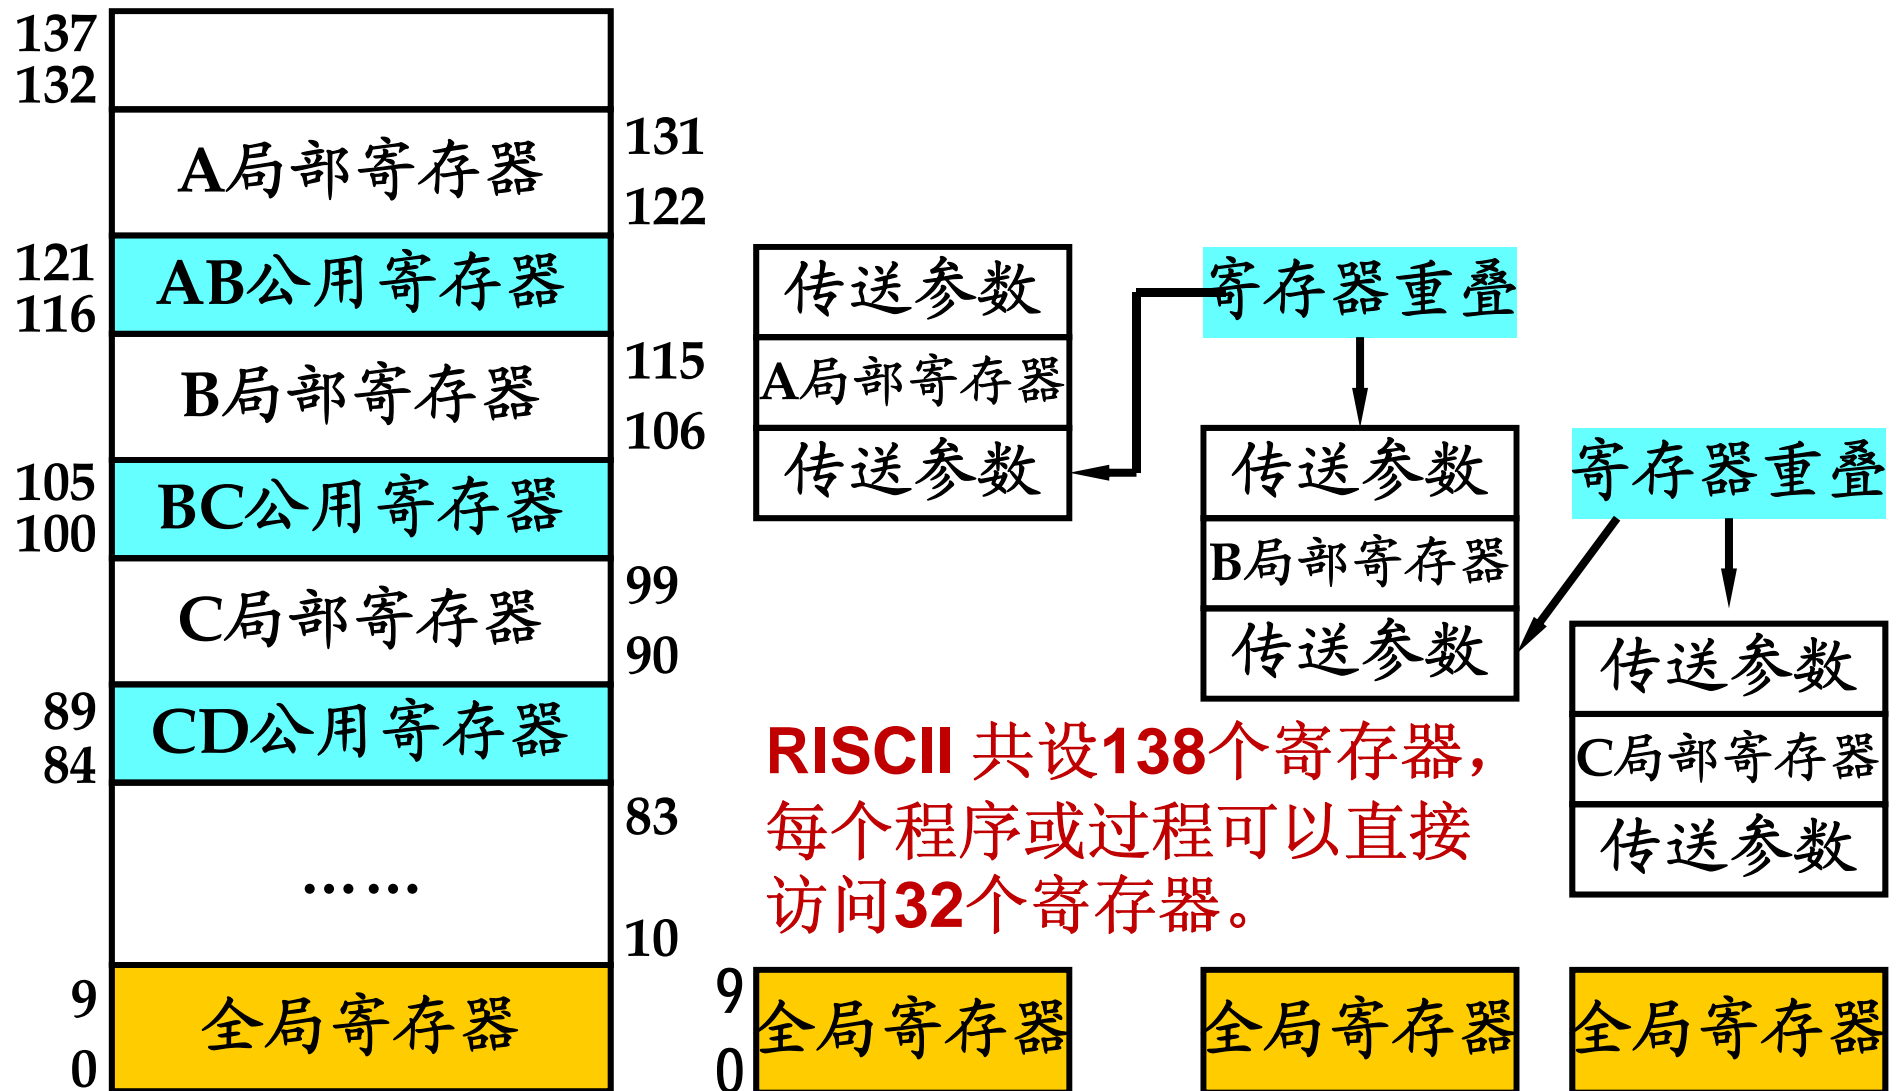 137
132
A局部寄存器
131
122
121
116
AB公用寄存器
B局部寄存器
115
106
105
100
BC公用寄存器
C局部寄存器
99
90
89
84
CD公用寄存器
83
……
10
9
0
全局寄存器
传送参数
A局部寄存器
传送参数
寄存器重叠
传送参数
B局部寄存器
传送参数
寄存器重叠
传送参数
C局部寄存器
传送参数
RISCII 共设138个寄存器，
每个程序或过程可以直接
访问32个寄存器。
9
0
全局寄存器
全局寄存器
全局寄存器